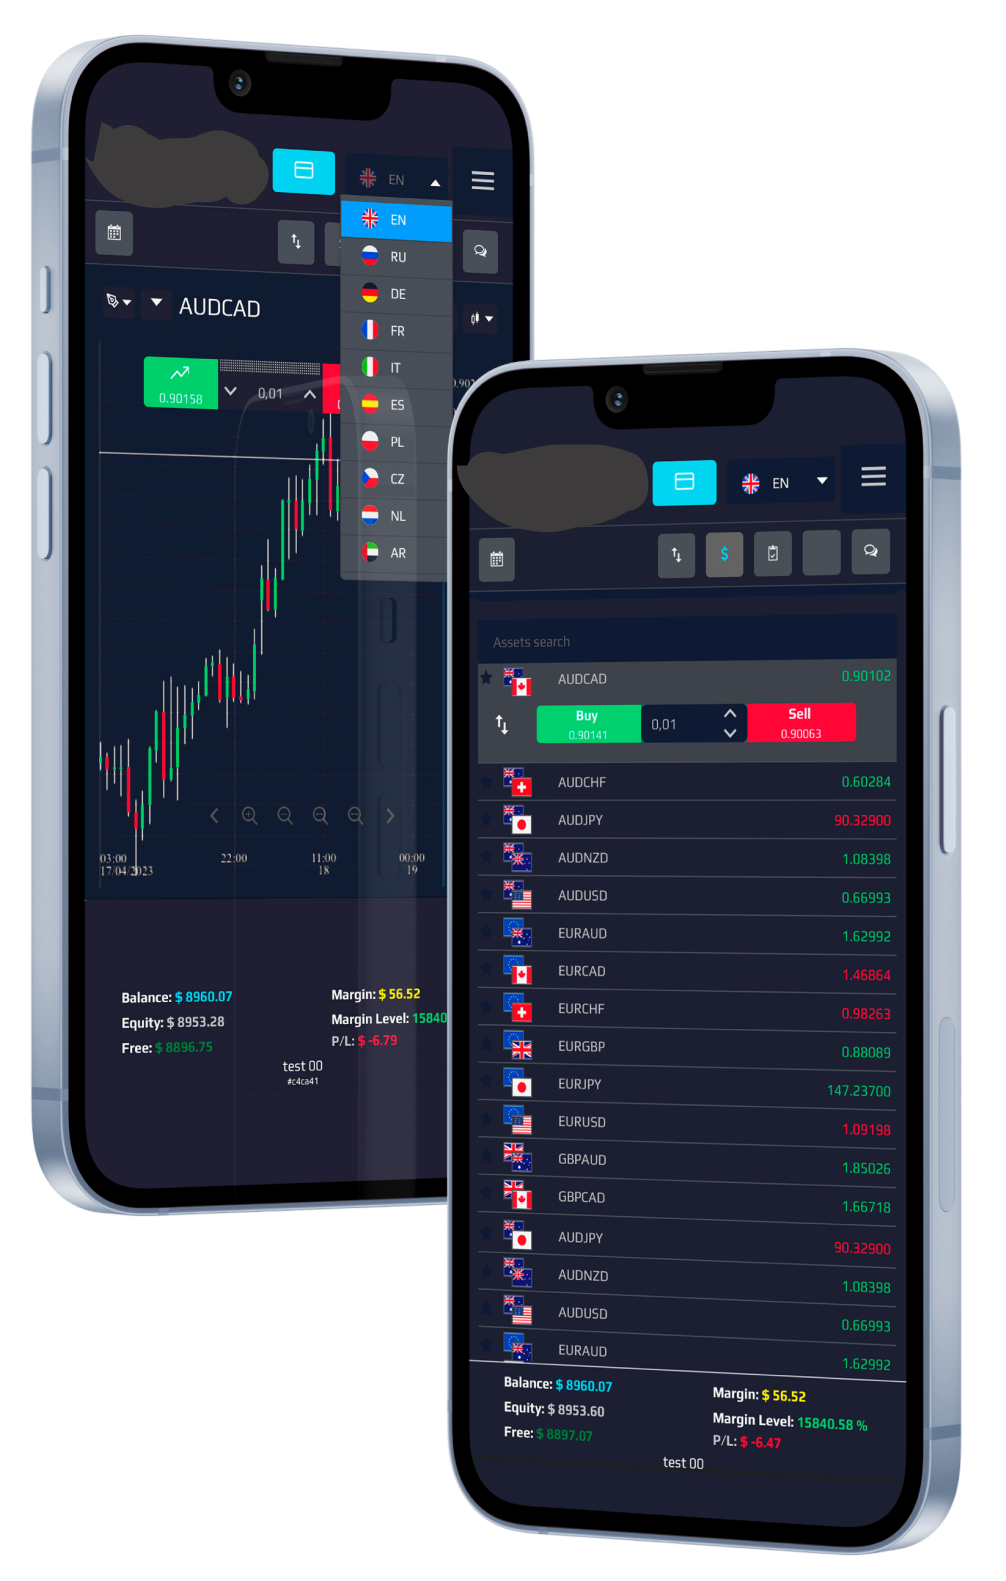 EN
EN
RU
DE
FR
IT
ES
PL
CZ
NL
AR
AUDCAD
0.90158
0,01
03:00
17/04/2023
22:00
11:00
18
00:00
19
Balance: $ 8960.07
Margin: $ 56.52
Equity: $ 8953.28
Margin Level: 15840
Free: $ 8896.75
P/L: $ -6.79
test 00
#c4ca41
EN
Assets search
AUDCAD 0.90102
Buy
0.90141
0,01
Sell
0.90063
AUDCHF 0.60284
AUDJPY 90.32900
AUDNZD 1.08398
AUDUSD 0.66993
EURAUD 1.62992
EURCAD 1.46864
EURCHF 0.98263
EURGBP 0.88089
EURJPY 147.23700
EURUSD 1.09198
GBPAUD 1.85026
GBPCAD 1.66718
AUDJPY 90.32900
AUDNZD 1.08398
AUDUSD 0.66993
EURAUD 1.62992
Balance: $ 8960.07
Margin: $ 56.52
Equity: $ 8953.60
Margin Level: 15840.58 %
Free: $ 8897.07
P/L: $ -6.47
test 00